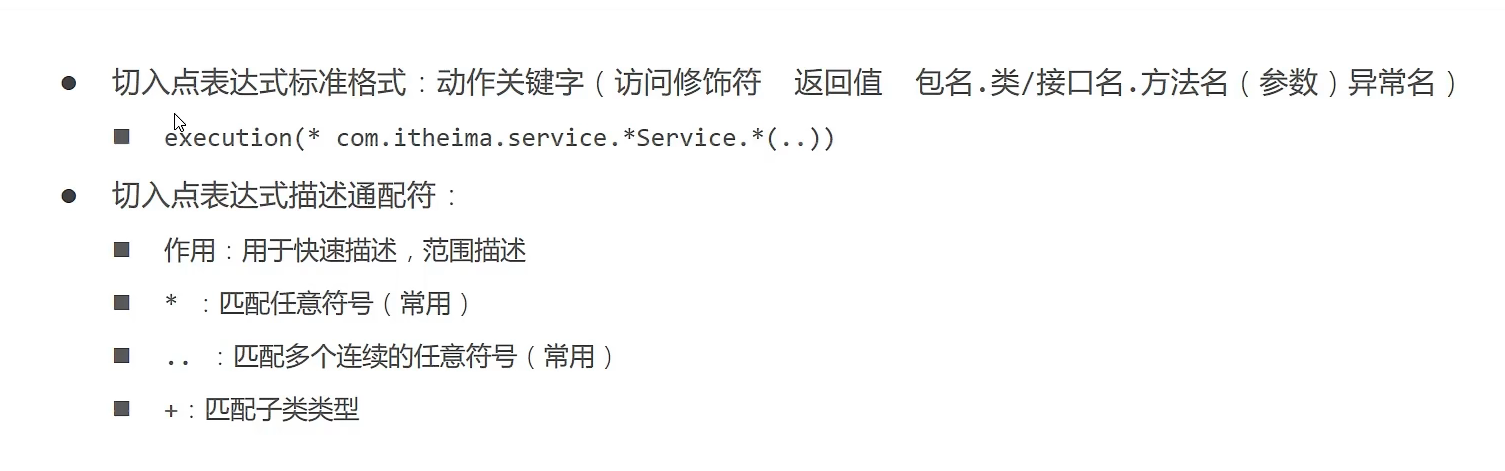 切入点表达式标准格式：动作关键字（访问修饰符 返回值 包名.类/接口名.方法名（参数）异常名）
execution(* com.itheima.service.*Service.*(..))
切入点表达式描述通配符：
作用：用于快速描述，范围描述
* ：匹配任意符号（常用）
.. ：匹配多个连续的任意符号（常用）
+：匹配子类类型